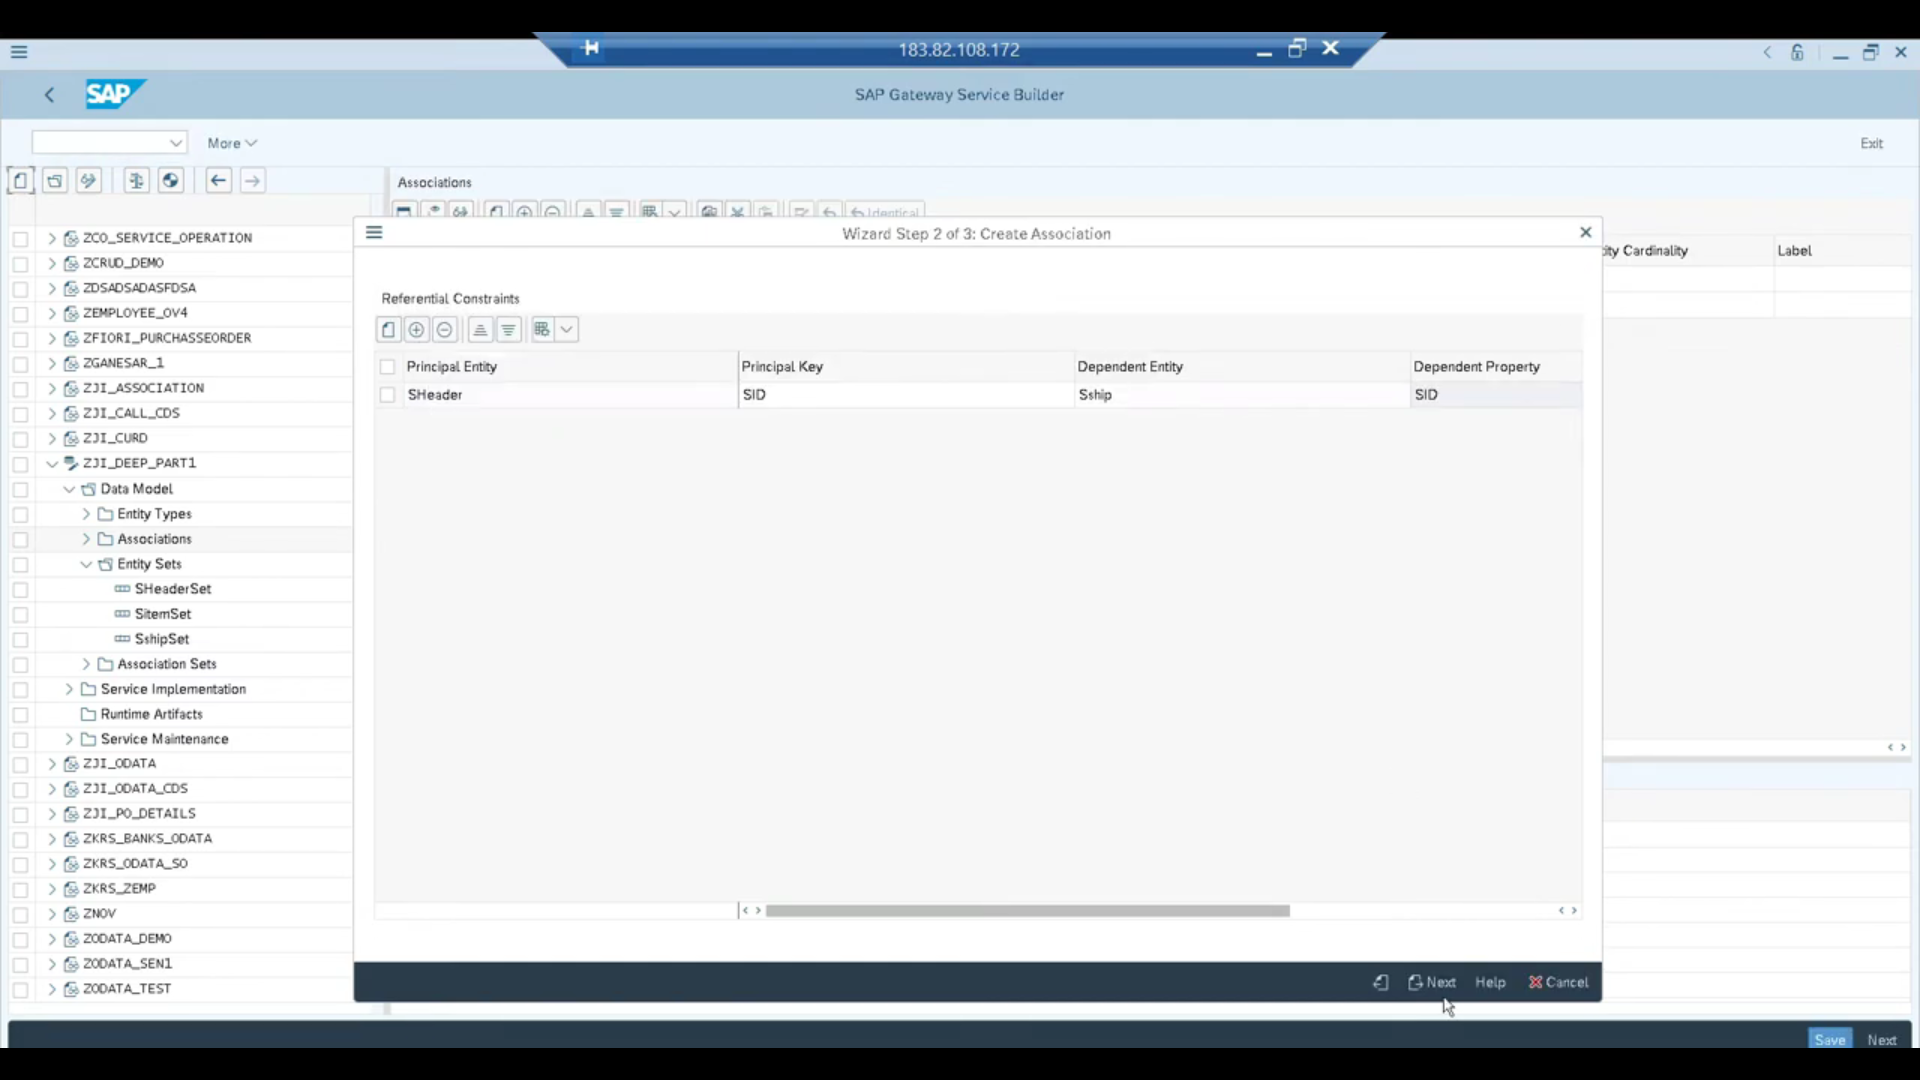 183.82.108.172
SAP
SAP Gateway Service Builder
More
Exit
Associations
Identical
Wizard Step 2 of 3: Create Association
Cardinality
Label
Referential Constraints
Principal Entity
Principal Key
Dependent Entity
Dependent Property
SHeader
SID
Sship
SID
ZCO_SERVICE_OPERATION
ZCRUD_DEMO
ZDSADSADASFDSA
ZEMPLOYEE_OV4
ZFIORI_PURCHASSEORDER
ZGANESAR_1
ZJI_ASSOCIATION
ZJI_CALL_CDS
ZJI_CURD
ZJI_DEEP_PART1
Data Model
Entity Types
Associations
Entity Sets
SHeaderSet
SitemSet
SshipSet
Association Sets
Service Implementation
Runtime Artifacts
Service Maintenance
ZJI_ODATA
ZJI_ODATA_CDS
ZJI_PO_DETAILS
ZKRS_BANKS_ODATA
ZKRS_ODATA_SO
ZKRS_ZEMP
ZNOV
ZODATA_DEMO
ZODATA_SEN1
ZODATA_TEST
Next
Help
Cancel
Save
Next